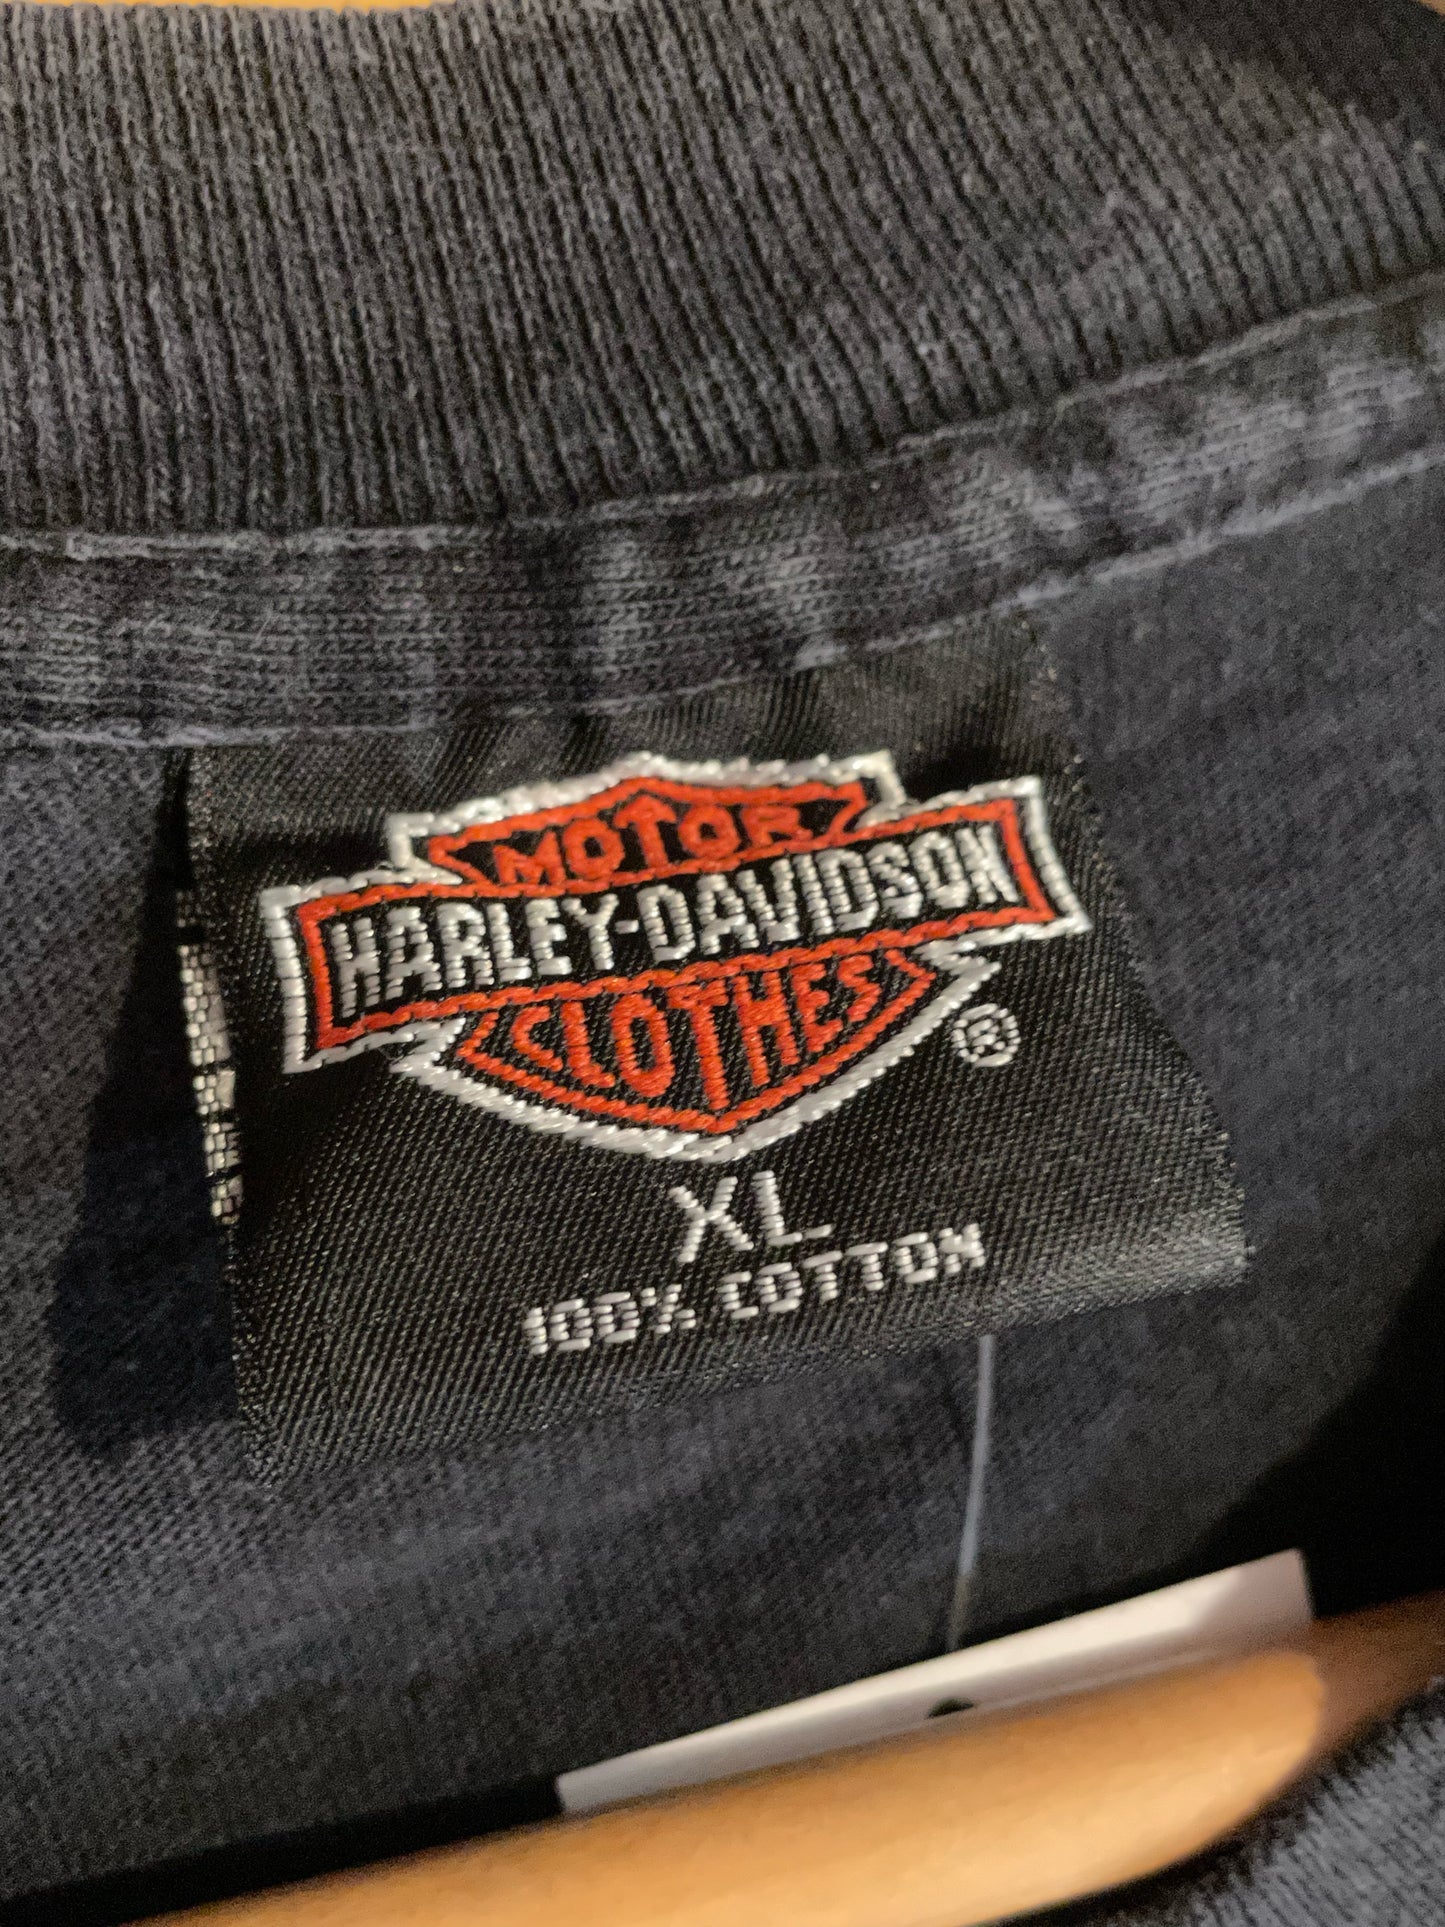 MOTOR
HARLEY-DAVIDSON
CLOTHES
®
XL
100% COTTON